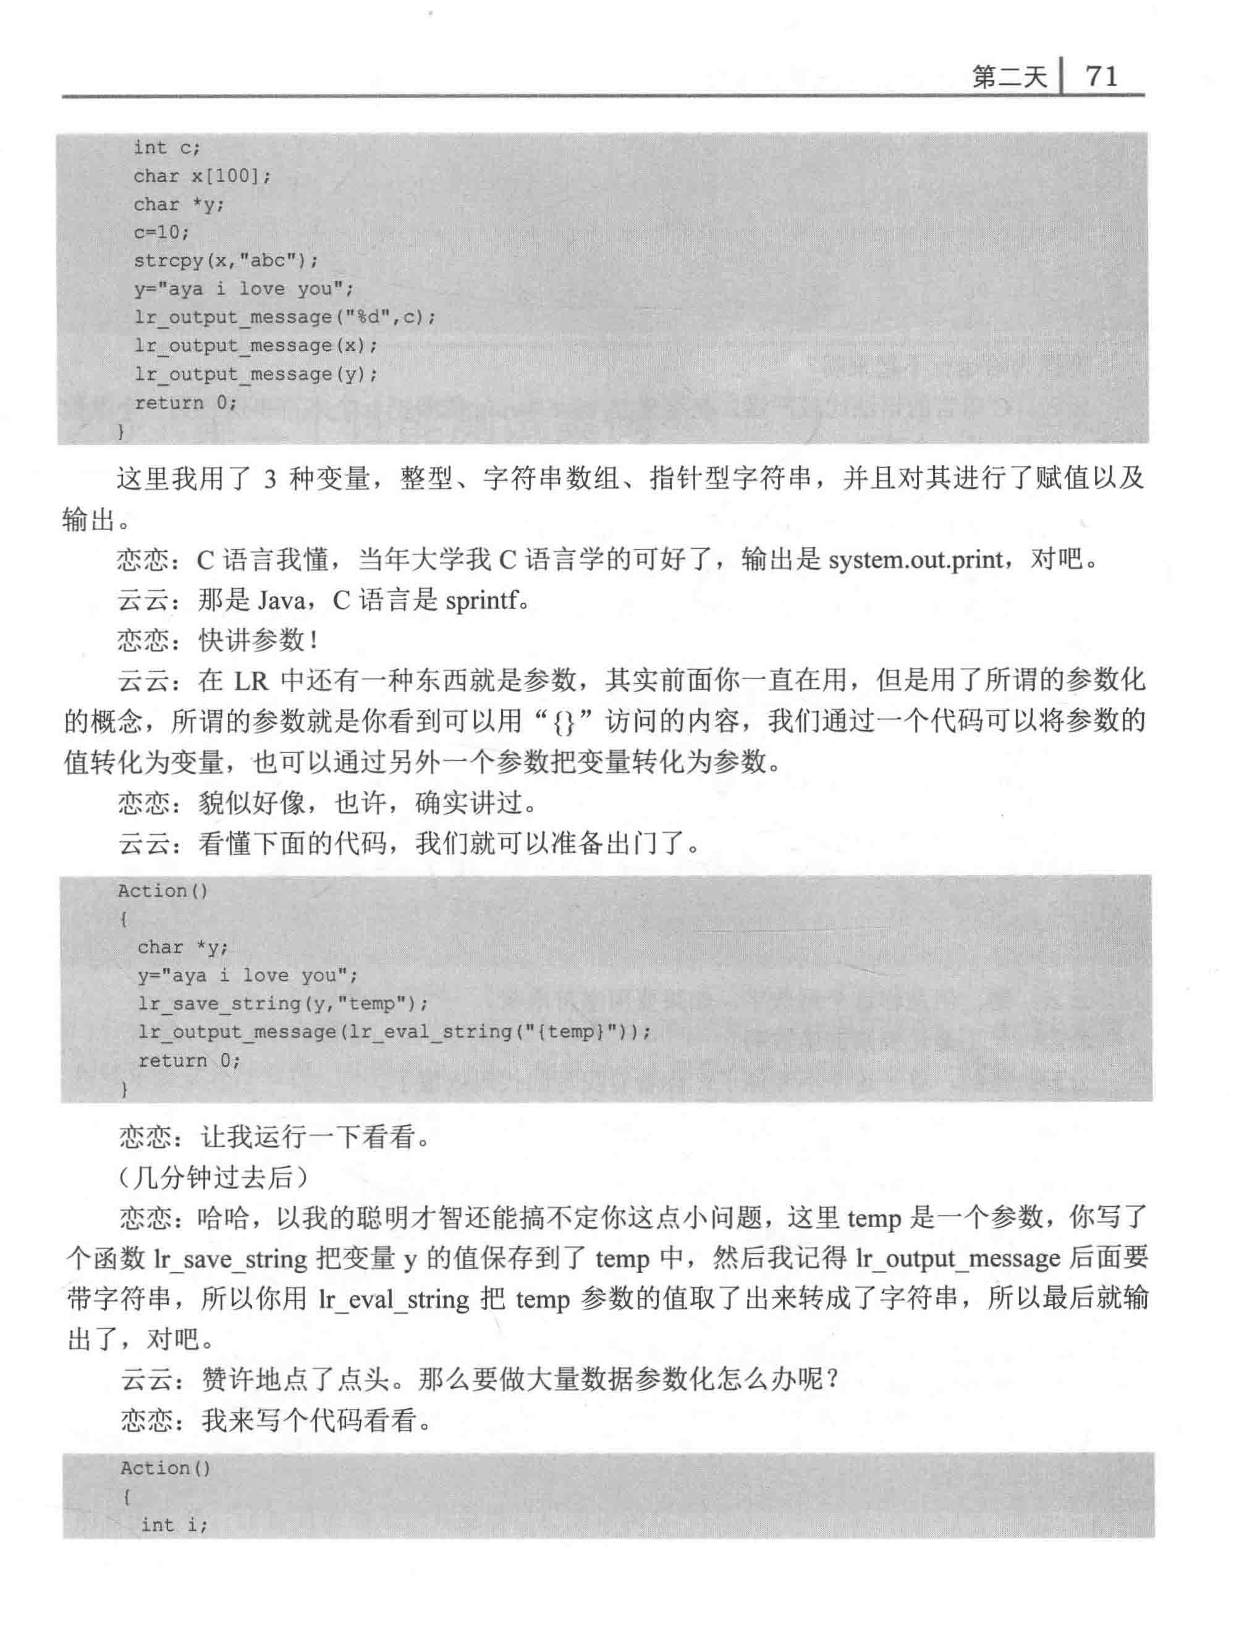 第二天 71
int c;
char x[100];
char *y;
c=10;
strcpy(x,"abc");
y="aya i love you";
lr_output_message("%d",c);
lr_output_message(x);
lr_output_message(y);
return 0;
}
这里我用了 3 种变量，整型、字符串数组、指针型字符串，并且对其进行了赋值以及
输出。
恋恋：C 语言我懂，当年大学我 C 语言学的可好了，输出是 system.out.print，对吧。
云云：那是 Java，C 语言是 sprintf。
恋恋：快讲参数！
云云：在 LR 中还有一种东西就是参数，其实前面你一直在用，但是用了所谓的参数化
的概念，所谓的参数就是你看到可以用“{}”访问的内容，我们通过一个代码可以将参数的
值转化为变量，也可以通过另外一个参数把变量转化为参数。
恋恋：貌似好像，也许，确实讲过。
云云：看懂下面的代码，我们就可以准备出门了。
Action()
{
char *y;
y="aya i love you";
lr_save_string(y,"temp");
lr_output_message(lr_eval_string("{temp}"));
return 0;
}
恋恋：让我运行一下看看。
（几分钟过去后）
恋恋：哈哈，以我的聪明才智还能搞不定你这点小问题，这里 temp 是一个参数，你写了
个函数 lr_save_string 把变量 y 的值保存到了 temp 中，然后我记得 lr_output_message 后面要
带字符串，所以你用 lr_eval_string 把 temp 参数的值取了出来转成了字符串，所以最后就输
出了，对吧。
云云：赞许地点了点头。那么要做大量数据参数化怎么办呢？
恋恋：我来写个代码看看。
Action()
{
int i;